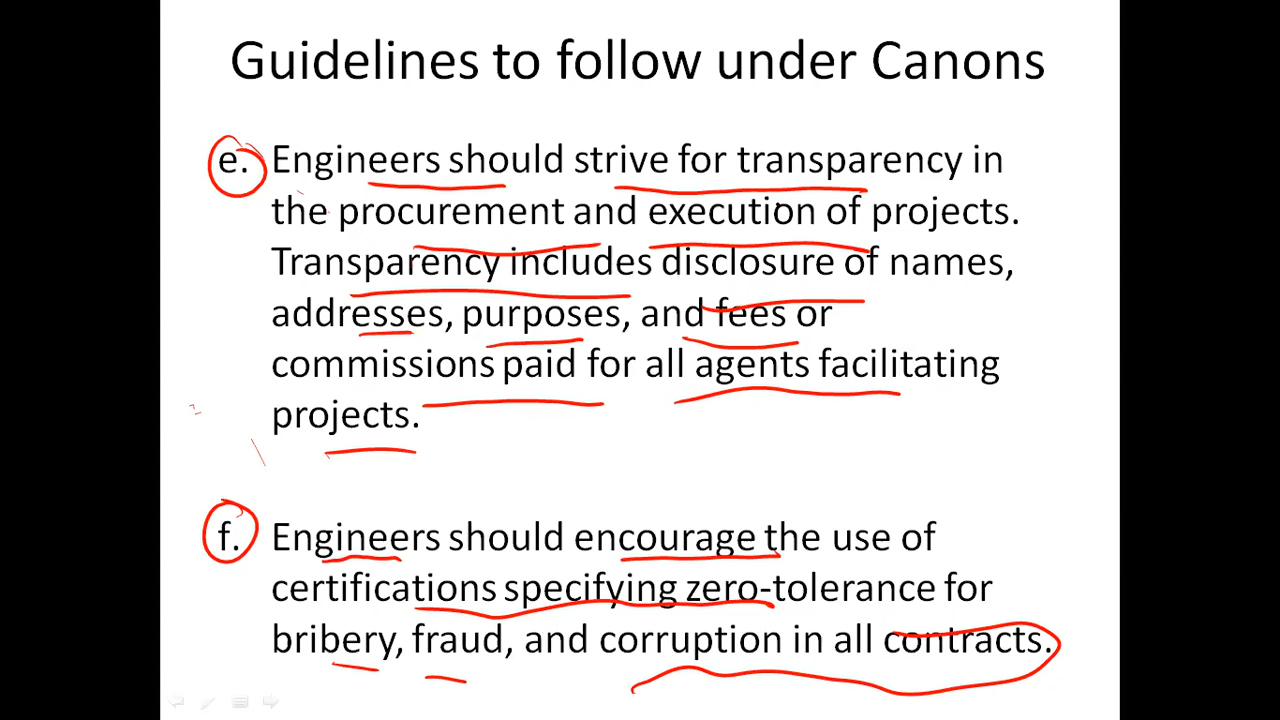 Guidelines to follow under Canons
e. Engineers should strive for transparency in
the procurement and execution of projects.
Transparency includes disclosure of names,
addresses, purposes, and fees or
commissions paid for all agents facilitating
projects.
f. Engineers should encourage the use of
certifications specifying zero-tolerance for
bribery, fraud, and corruption in all contracts.